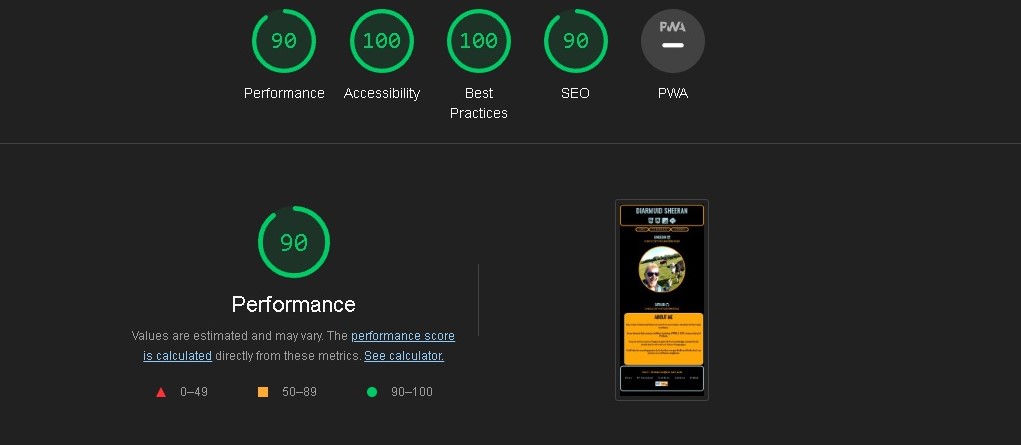 90 100 100 90 PWA
Performance Accessibility Best Practices SEO PWA
90
Performance
Values are estimated and may vary. The performance score
is calculated directly from these metrics. See calculator.
0–49 50–89 90–100
DIARMUID SHEERAN
ABOUT ME